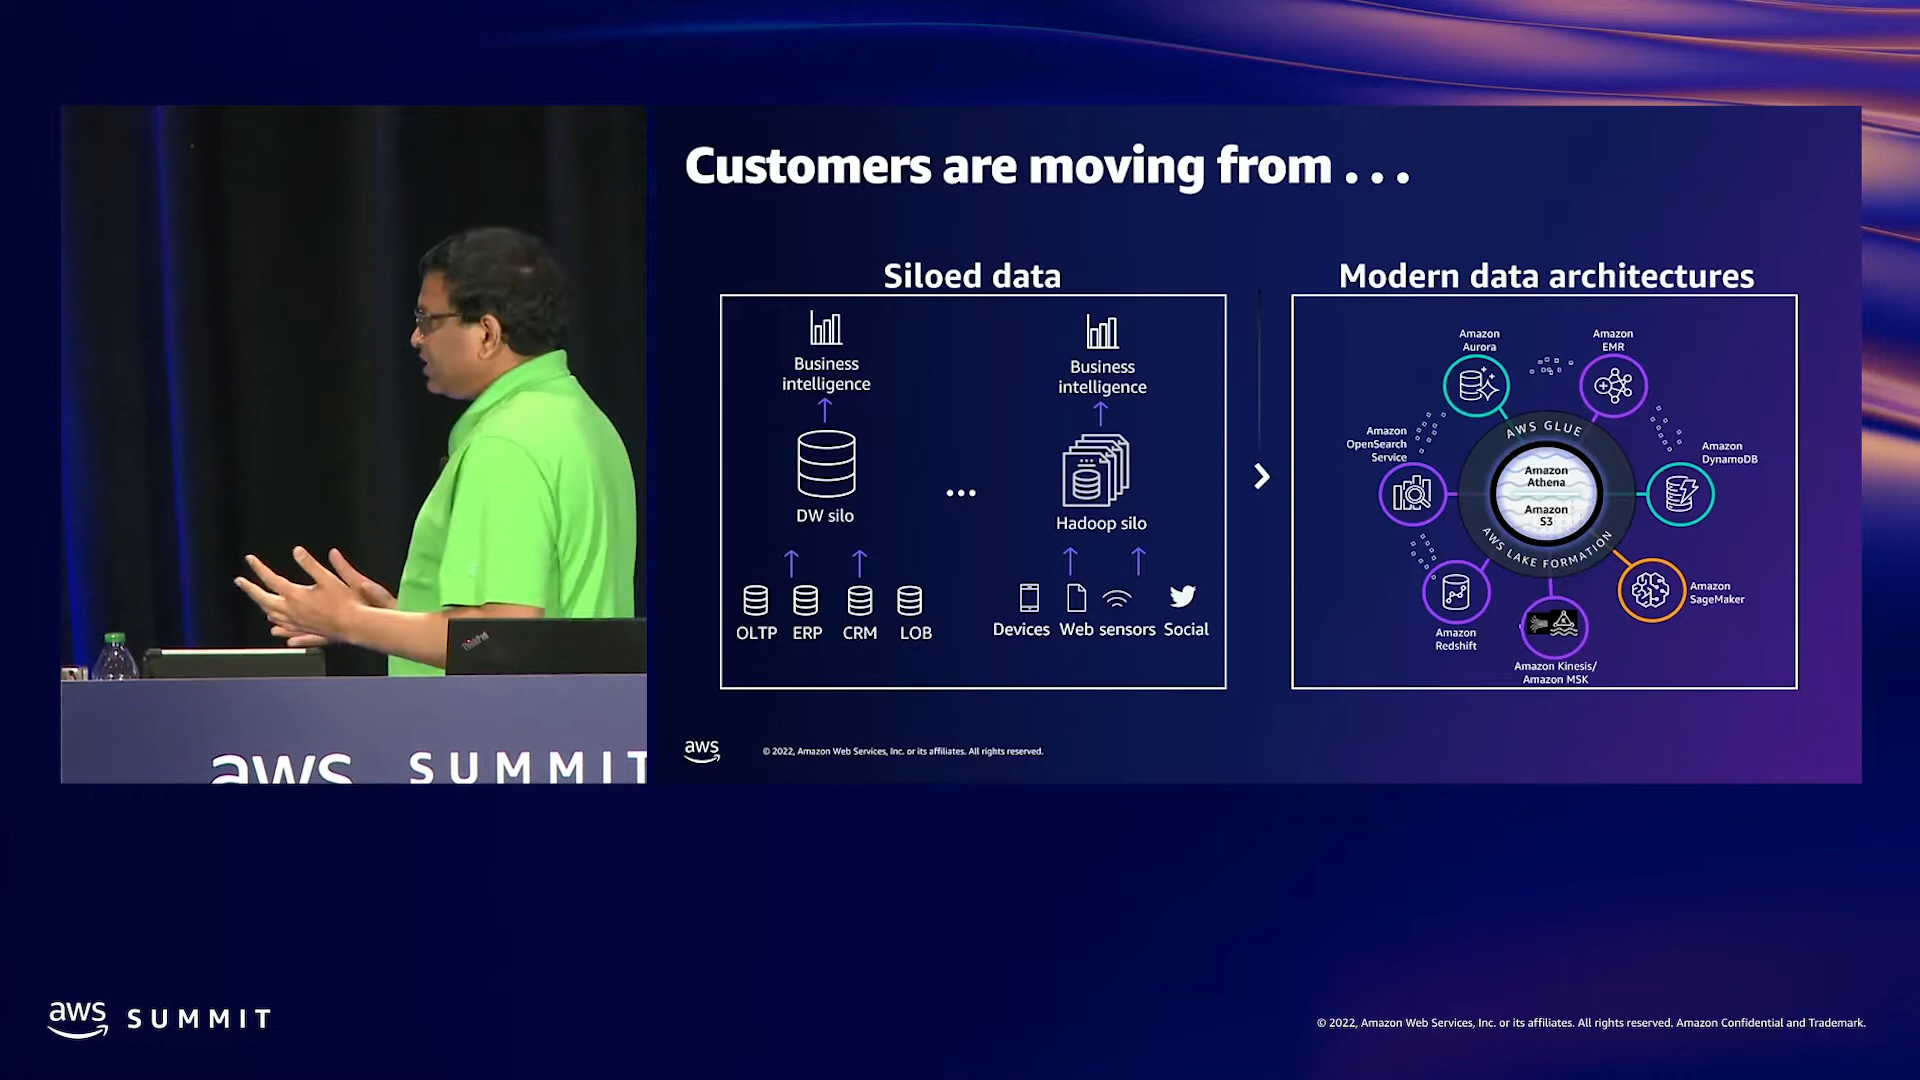 Customers are moving from . . .
Siloed data
Business
intelligence
DW silo
OLTP
ERP
CRM
LOB
...
Business
intelligence
Hadoop silo
Devices
Web sensors
Social
Modern data architectures
Amazon
Aurora
Amazon
EMR
Amazon
OpenSearch
Service
Amazon
DynamoDB
AWS GLUE
Amazon
Athena
Amazon
S3
AWS LAKE FORMATION
Amazon
SageMaker
Amazon
Redshift
Amazon Kinesis/
Amazon MSK
aws
© 2022, Amazon Web Services, Inc. or its affiliates. All rights reserved.
ThinkPad
aws SUMMIT
aws SUMMIT
© 2022, Amazon Web Services, Inc. or its affiliates. All rights reserved. Amazon Confidential and Trademark.